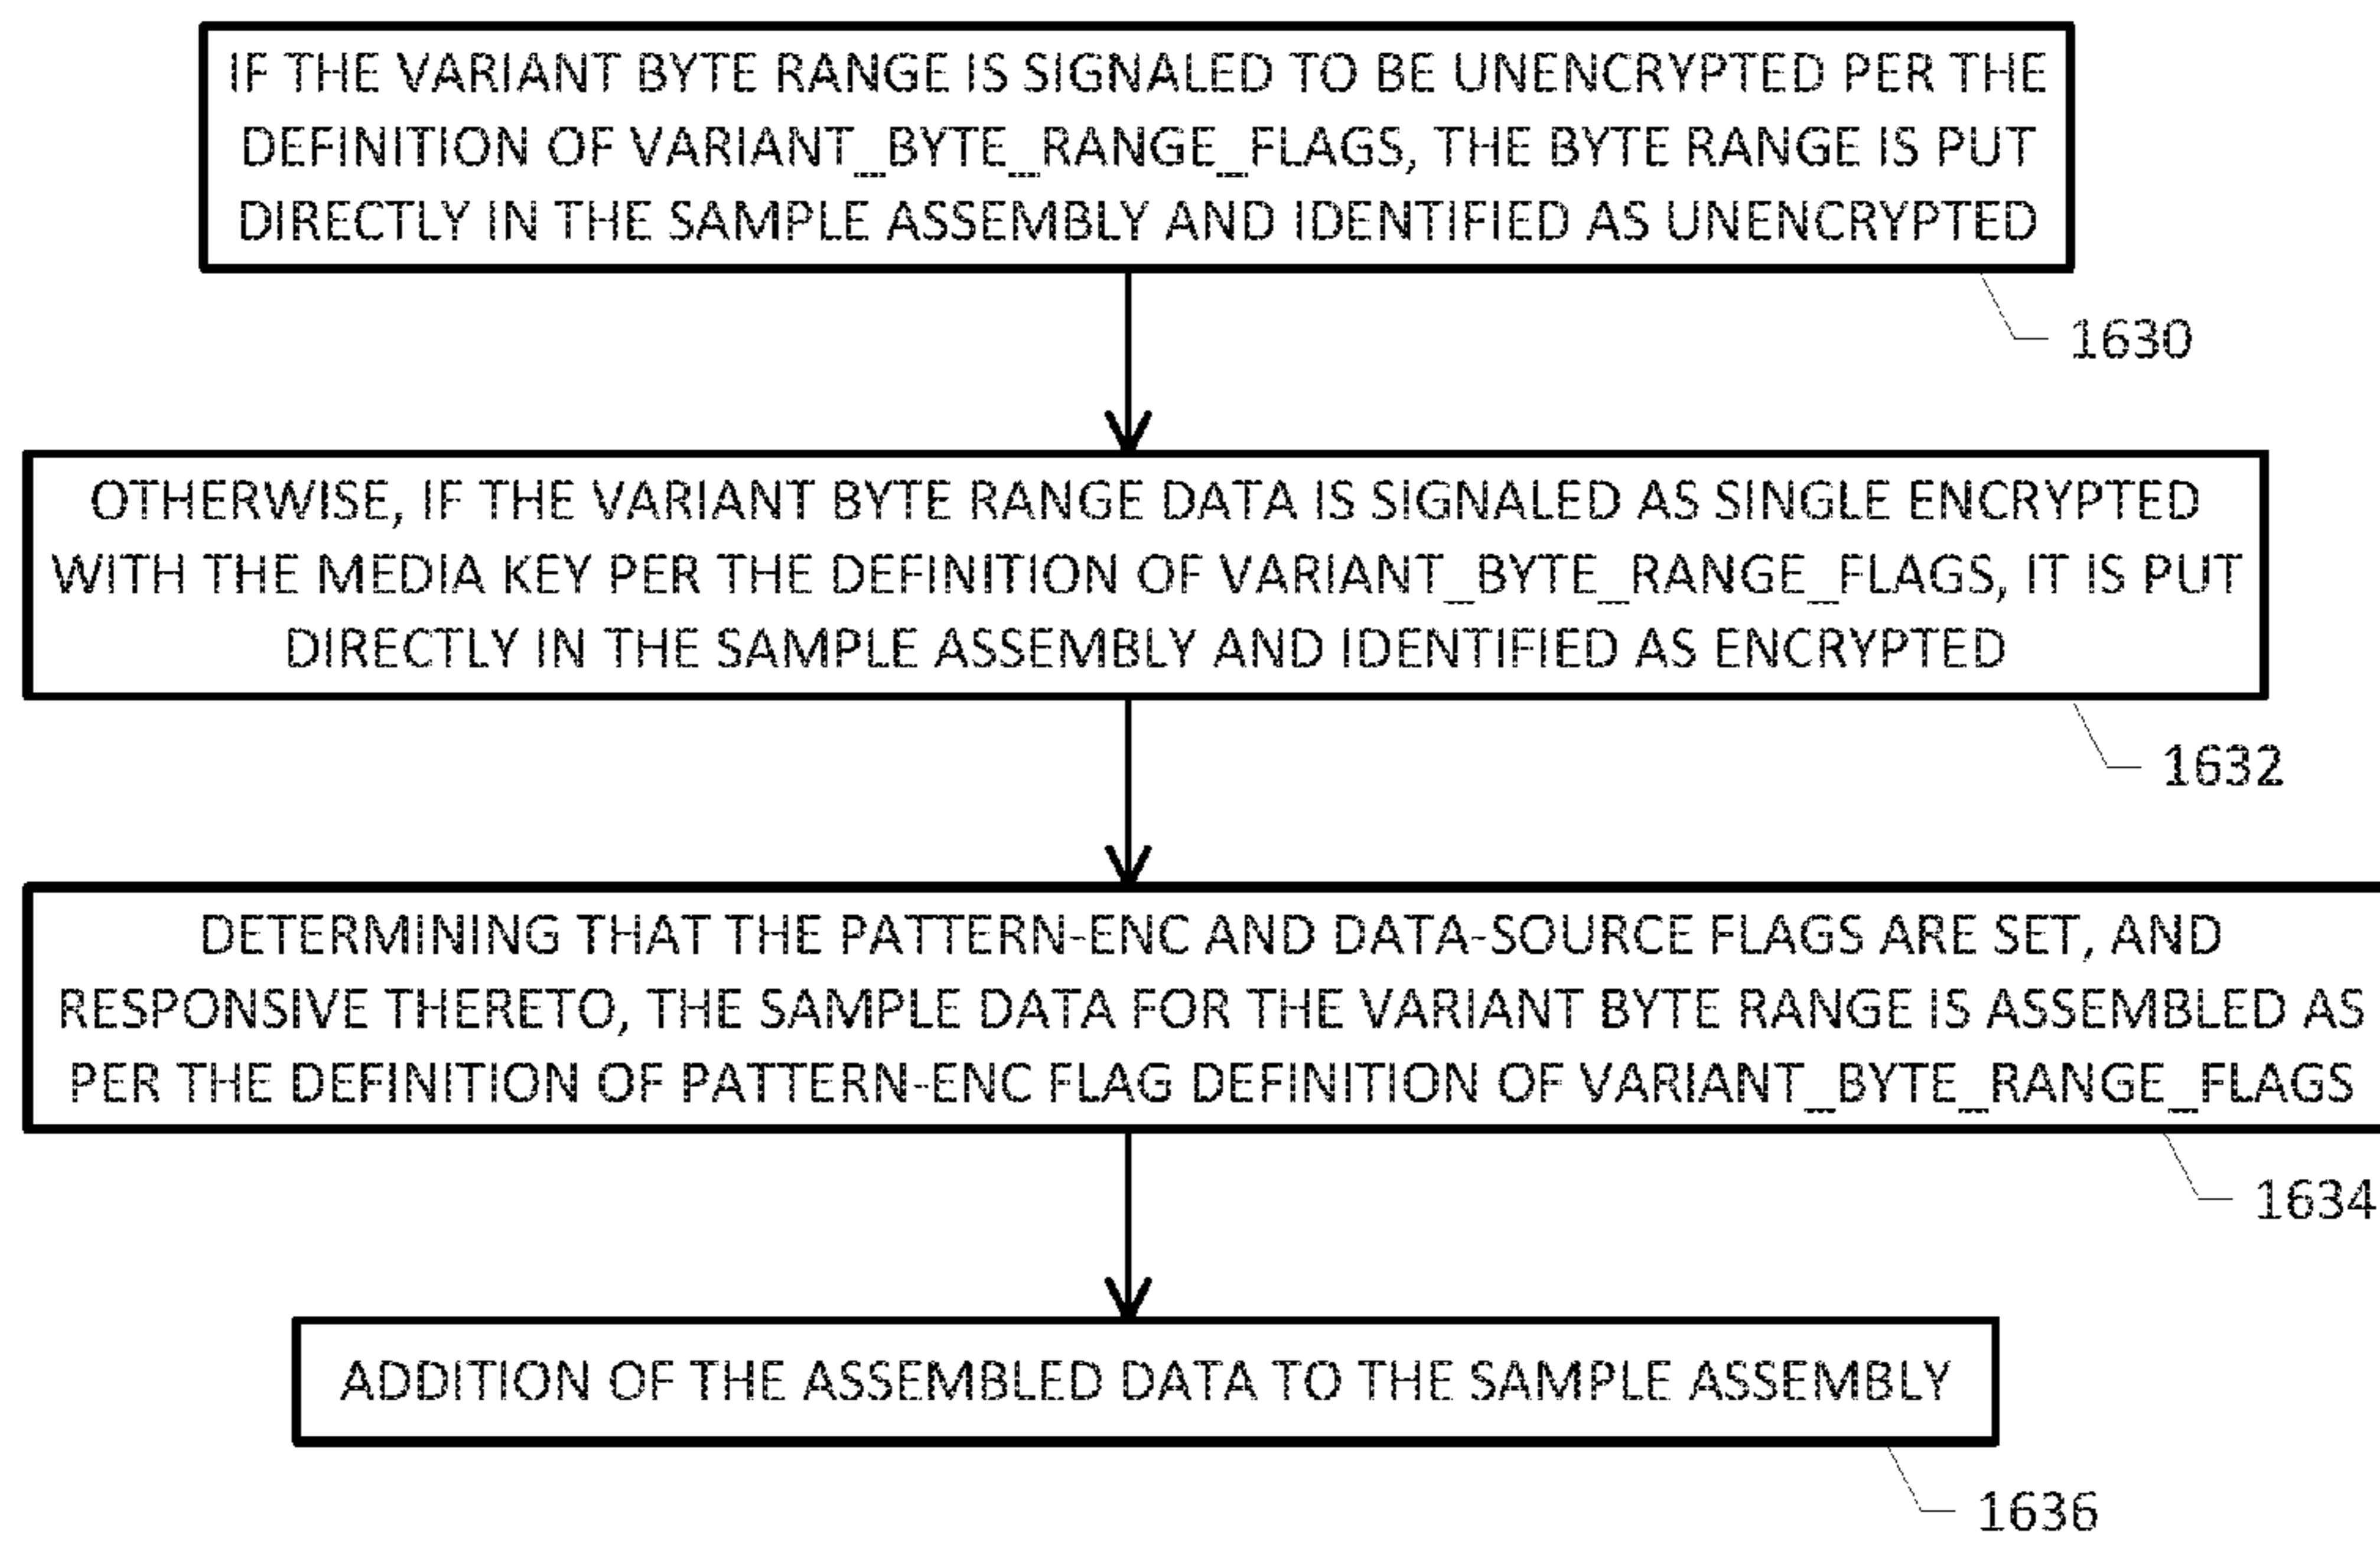 IF THE VARIANT BYTE RANGE IS SIGNALED TO BE UNENCRYPTED PER THE
DEFINITION OF VARIANT_BYTE_RANGE_FLAGS, THE BYTE RANGE IS PUT
DIRECTLY IN THE SAMPLE ASSEMBLY AND IDENTIFIED AS UNENCRYPTED
1630
OTHERWISE, IF THE VARIANT BYTE RANGE DATA IS SIGNALED AS SINGLE ENCRYPTED
WITH THE MEDIA KEY PER THE DEFINITION OF VARIANT_BYTE_RANGE_FLAGS, IT IS PUT
DIRECTLY IN THE SAMPLE ASSEMBLY AND IDENTIFIED AS ENCRYPTED
1632
DETERMINING THAT THE PATTERN-ENC AND DATA-SOURCE FLAGS ARE SET, AND
RESPONSIVE THERETO, THE SAMPLE DATA FOR THE VARIANT BYTE RANGE IS ASSEMBLED AS
PER THE DEFINITION OF PATTERN-ENC FLAG DEFINITION OF VARIANT_BYTE_RANGE_FLAGS
1634
ADDITION OF THE ASSEMBLED DATA TO THE SAMPLE ASSEMBLY
1636